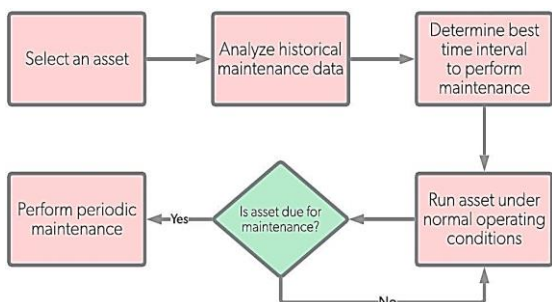 Select an asset
Analyze historical
maintenance data
Determine best
time interval
to perform
maintenance
Perform periodic
maintenance
Yes
Is asset due for
maintenance?
Run asset under
normal operating
conditions
No